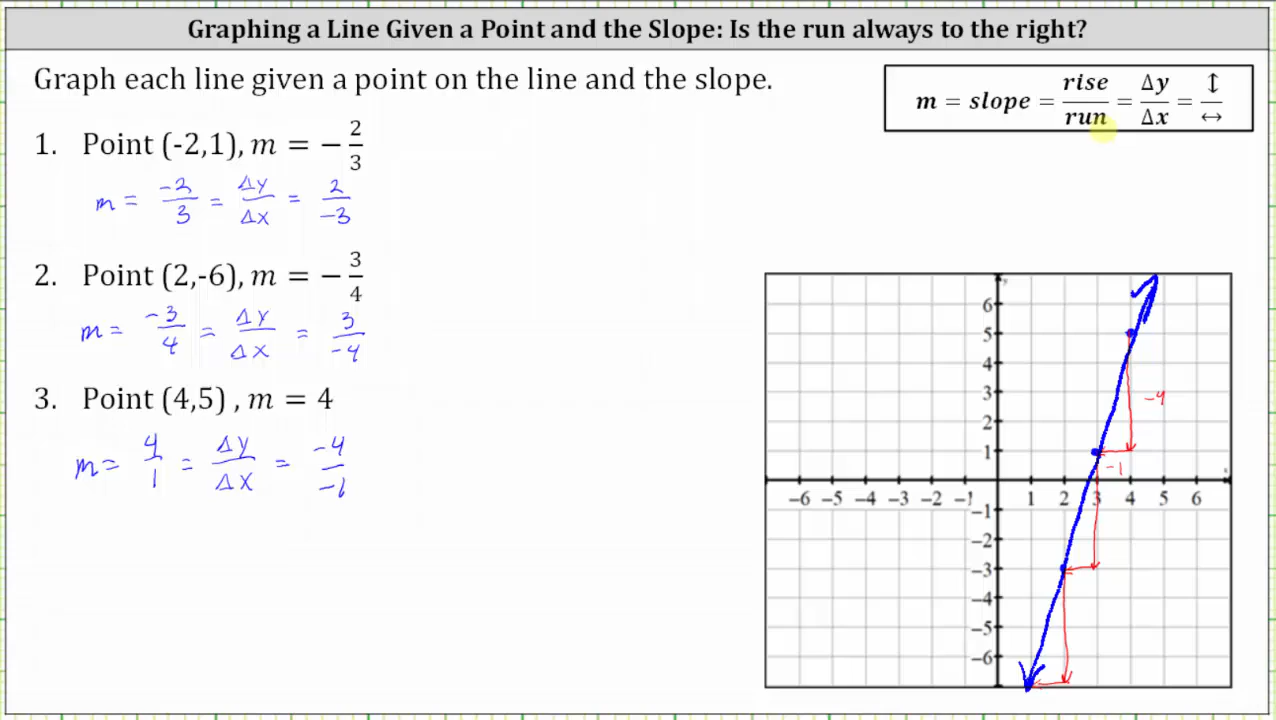 Graphing a Line Given a Point and the Slope: Is the run always to the right?
Graph each line given a point on the line and the slope.
m = slope = rise/run = Δy/Δx = ↕/↔
1. Point (-2,1), m = −2/3
m = -2/3 = Δy/Δx = 2/-3
2. Point (2,-6), m = −3/4
m = -3/4 = Δy/Δx = 3/-4
3. Point (4,5) , m = 4
m = 4/1 = Δy/Δx = -4/-1
y
6
5
4
3
2
1
-4
-1
−6 −5 −4 −3 −2 −1 1 2 3 4 5 6
−1
−2
−3
−4
−5
−6